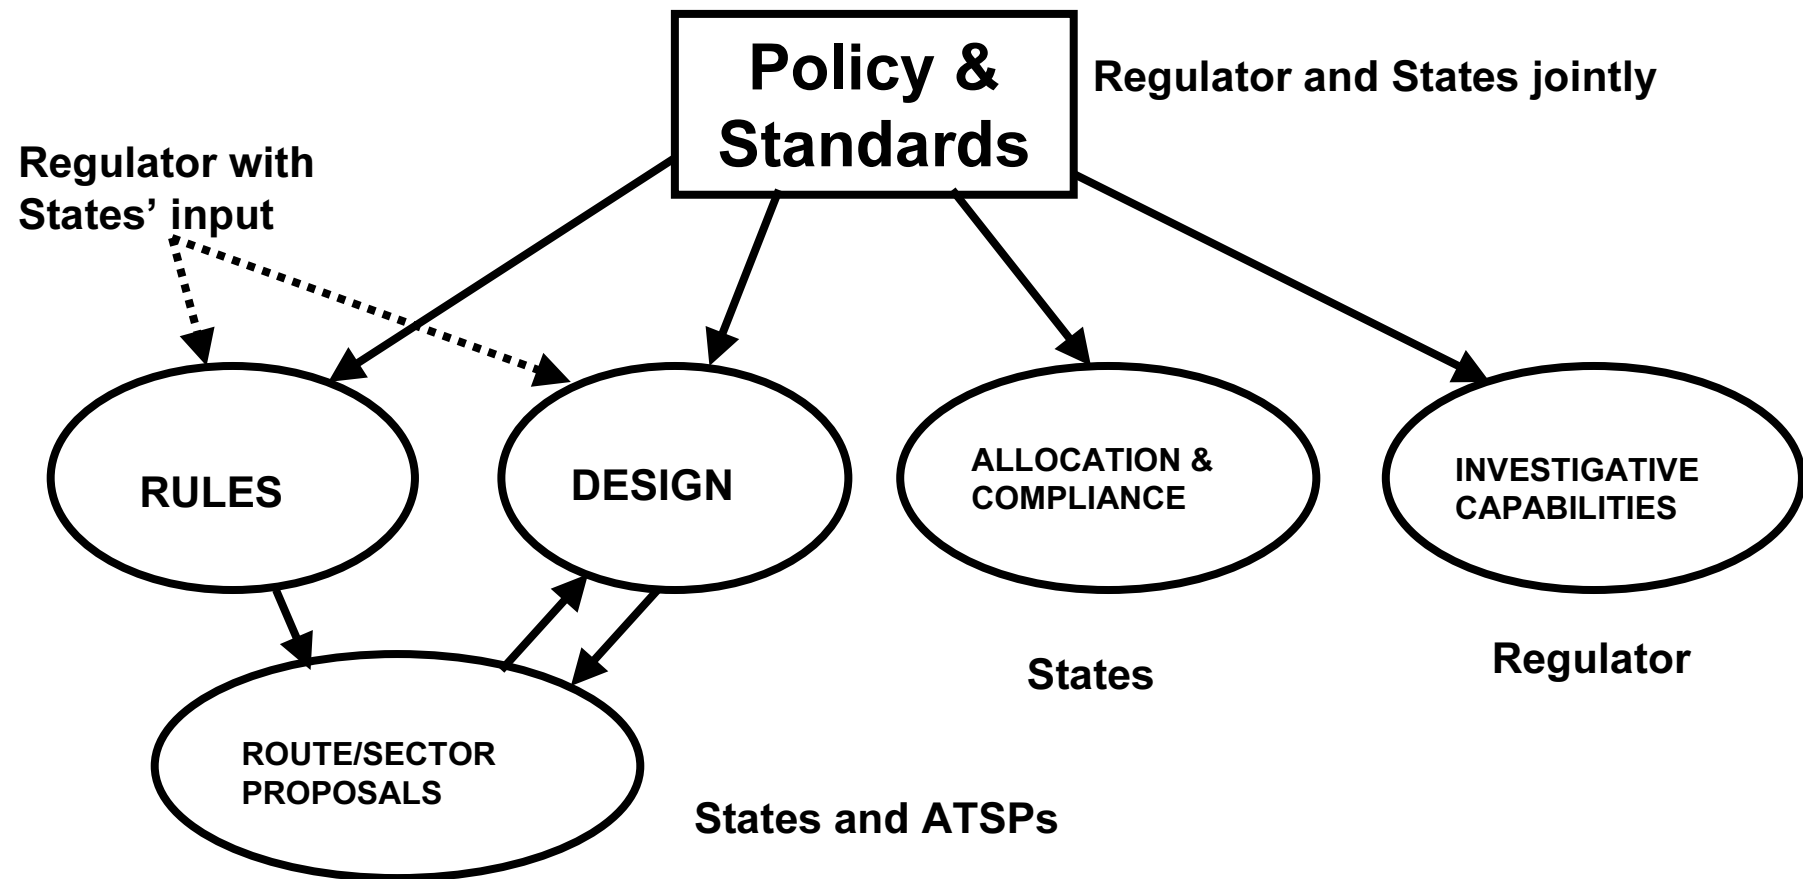 Policy &
Standards
Regulator and States jointly
Regulator with
States’ input
RULES
DESIGN
ALLOCATION &
COMPLIANCE
INVESTIGATIVE
CAPABILITIES
States
Regulator
ROUTE/SECTOR
PROPOSALS
States and ATSPs